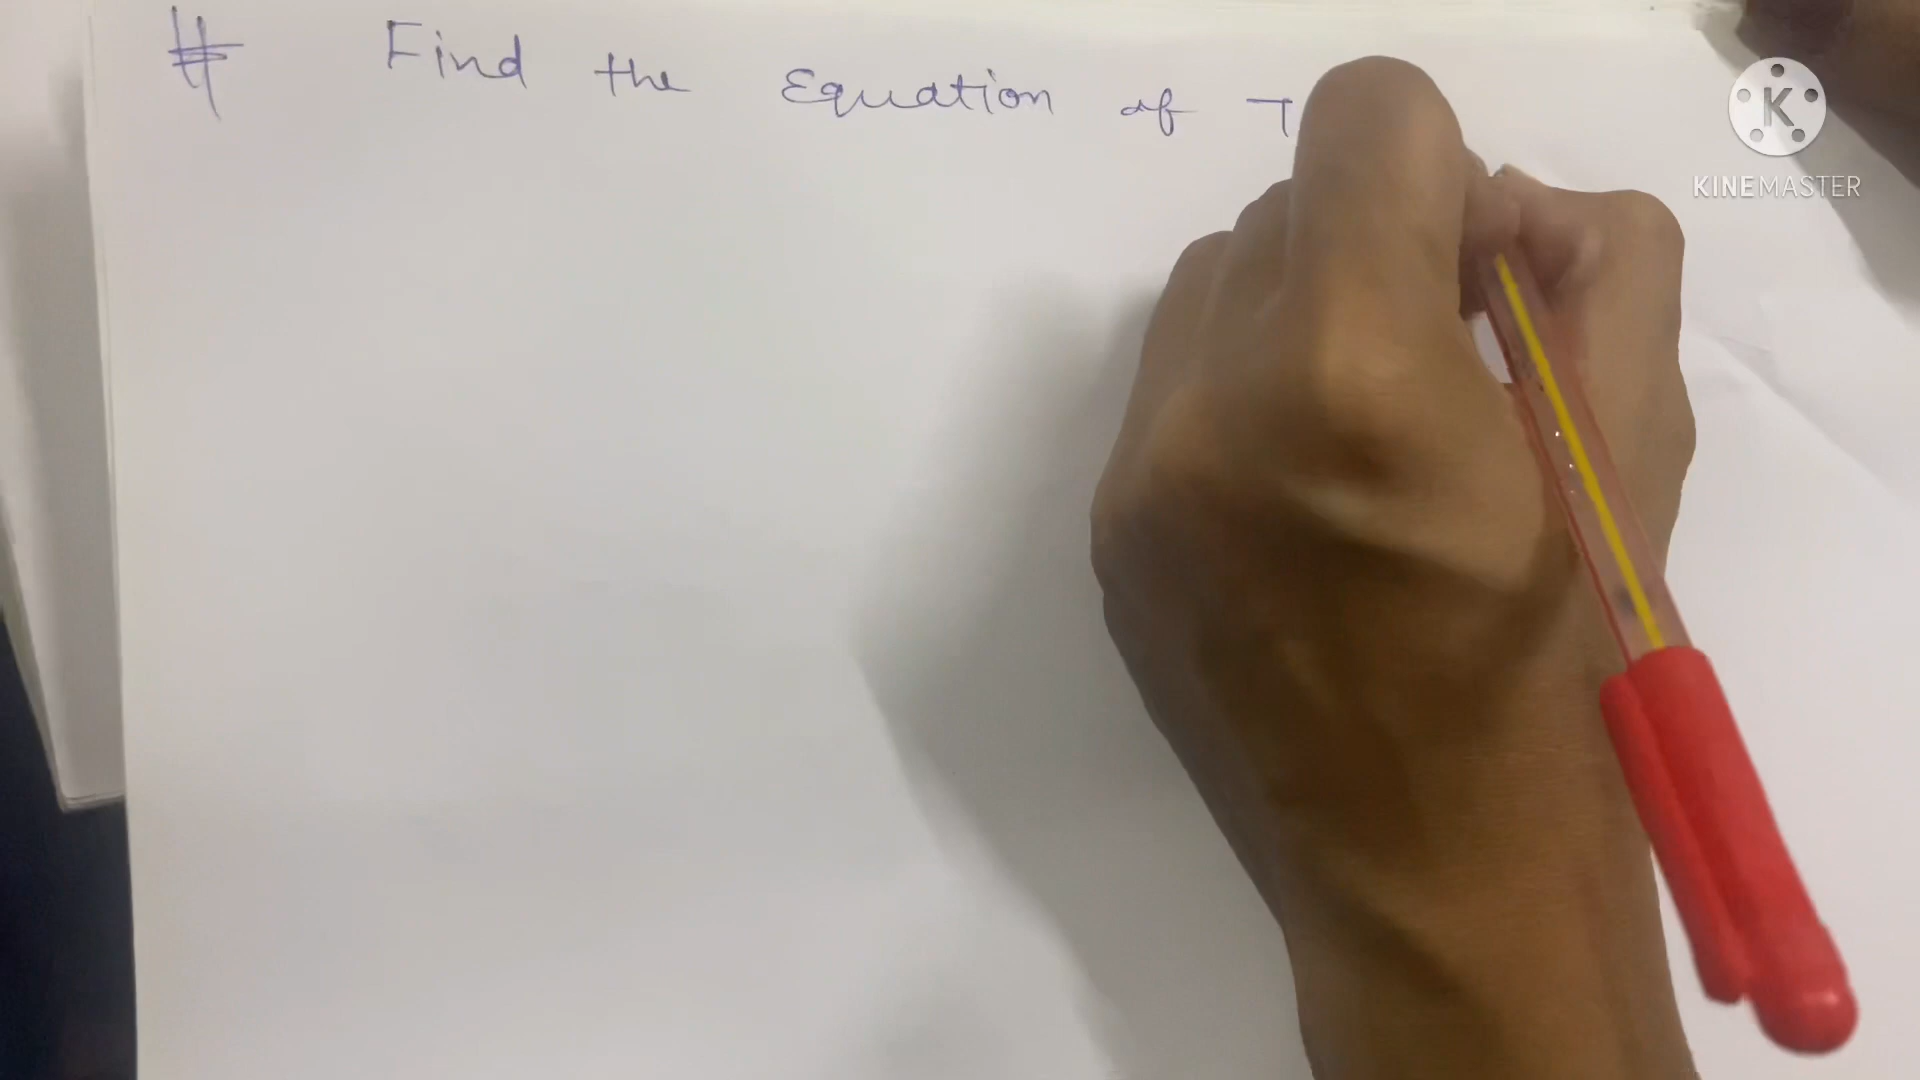 # Find the Equation of T
K
KINEMASTER